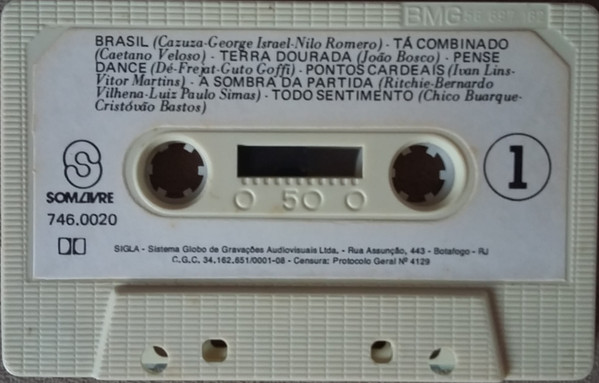 BMG
BRASIL (Cazuza-George Israel-Nilo Romero) - TÁ COMBINADO
(Caetano Veloso) - TERRA DOURADA (João Bosco) - PENSE
DANCE (Dé-Frejat-Guto Goffi) - PONTOS CARDEAIS (Ivan Lins-
Vitor Martins) - A SOMBRA DA PARTIDA (Ritchie-Bernardo
Vilhena-Luiz Paulo Simas) - TODO SENTIMENTO (Chico Buarque-
Cristóvão Bastos)
SOM LIVRE
746.0020
1
50
SIGLA - Sistema Globo de Gravações Audiovisuais Ltda. - Rua Assunção, 443 - Botafogo - RJ
C.G.C. 34.162.651/0001-08 - Censura: Protocolo Geral Nº 4129